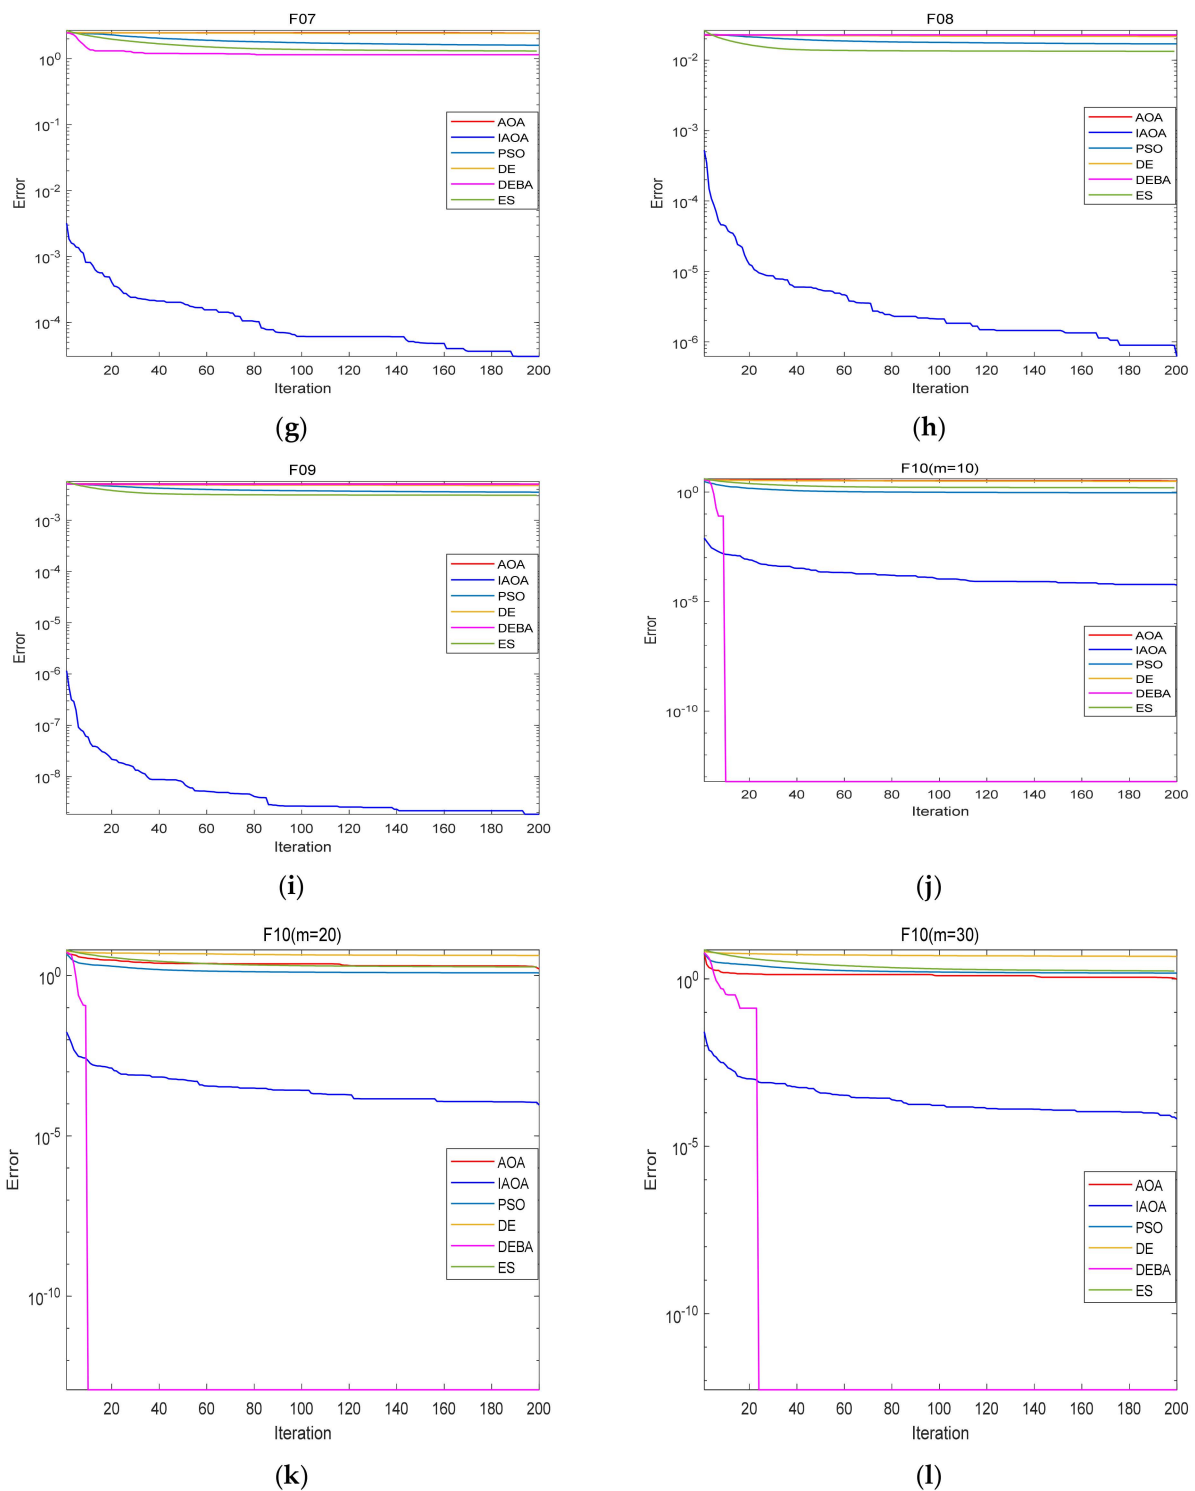 F07
10^0
10^-1
10^-2
10^-3
10^-4
Error
AOA
IAOA
PSO
DE
DEBA
ES
20 40 60 80 100 120 140 160 180 200
Iteration
(g)
F08
10^-2
10^-3
10^-4
10^-5
10^-6
Error
AOA
IAOA
PSO
DE
DEBA
ES
20 40 60 80 100 120 140 160 180 200
Iteration
(h)
F09
10^-3
10^-4
10^-5
10^-6
10^-7
10^-8
Error
AOA
IAOA
PSO
DE
DEBA
ES
20 40 60 80 100 120 140 160 180 200
Iteration
(i)
F10(m=10)
10^0
10^-5
10^-10
Error
AOA
IAOA
PSO
DE
DEBA
ES
20 40 60 80 100 120 140 160 180 200
Iteration
(j)
F10(m=20)
10^0
10^-5
10^-10
Error
AOA
IAOA
PSO
DE
DEBA
ES
20 40 60 80 100 120 140 160 180 200
Iteration
(k)
F10(m=30)
10^0
10^-5
10^-10
Error
AOA
IAOA
PSO
DE
DEBA
ES
20 40 60 80 100 120 140 160 180 200
Iteration
(l)